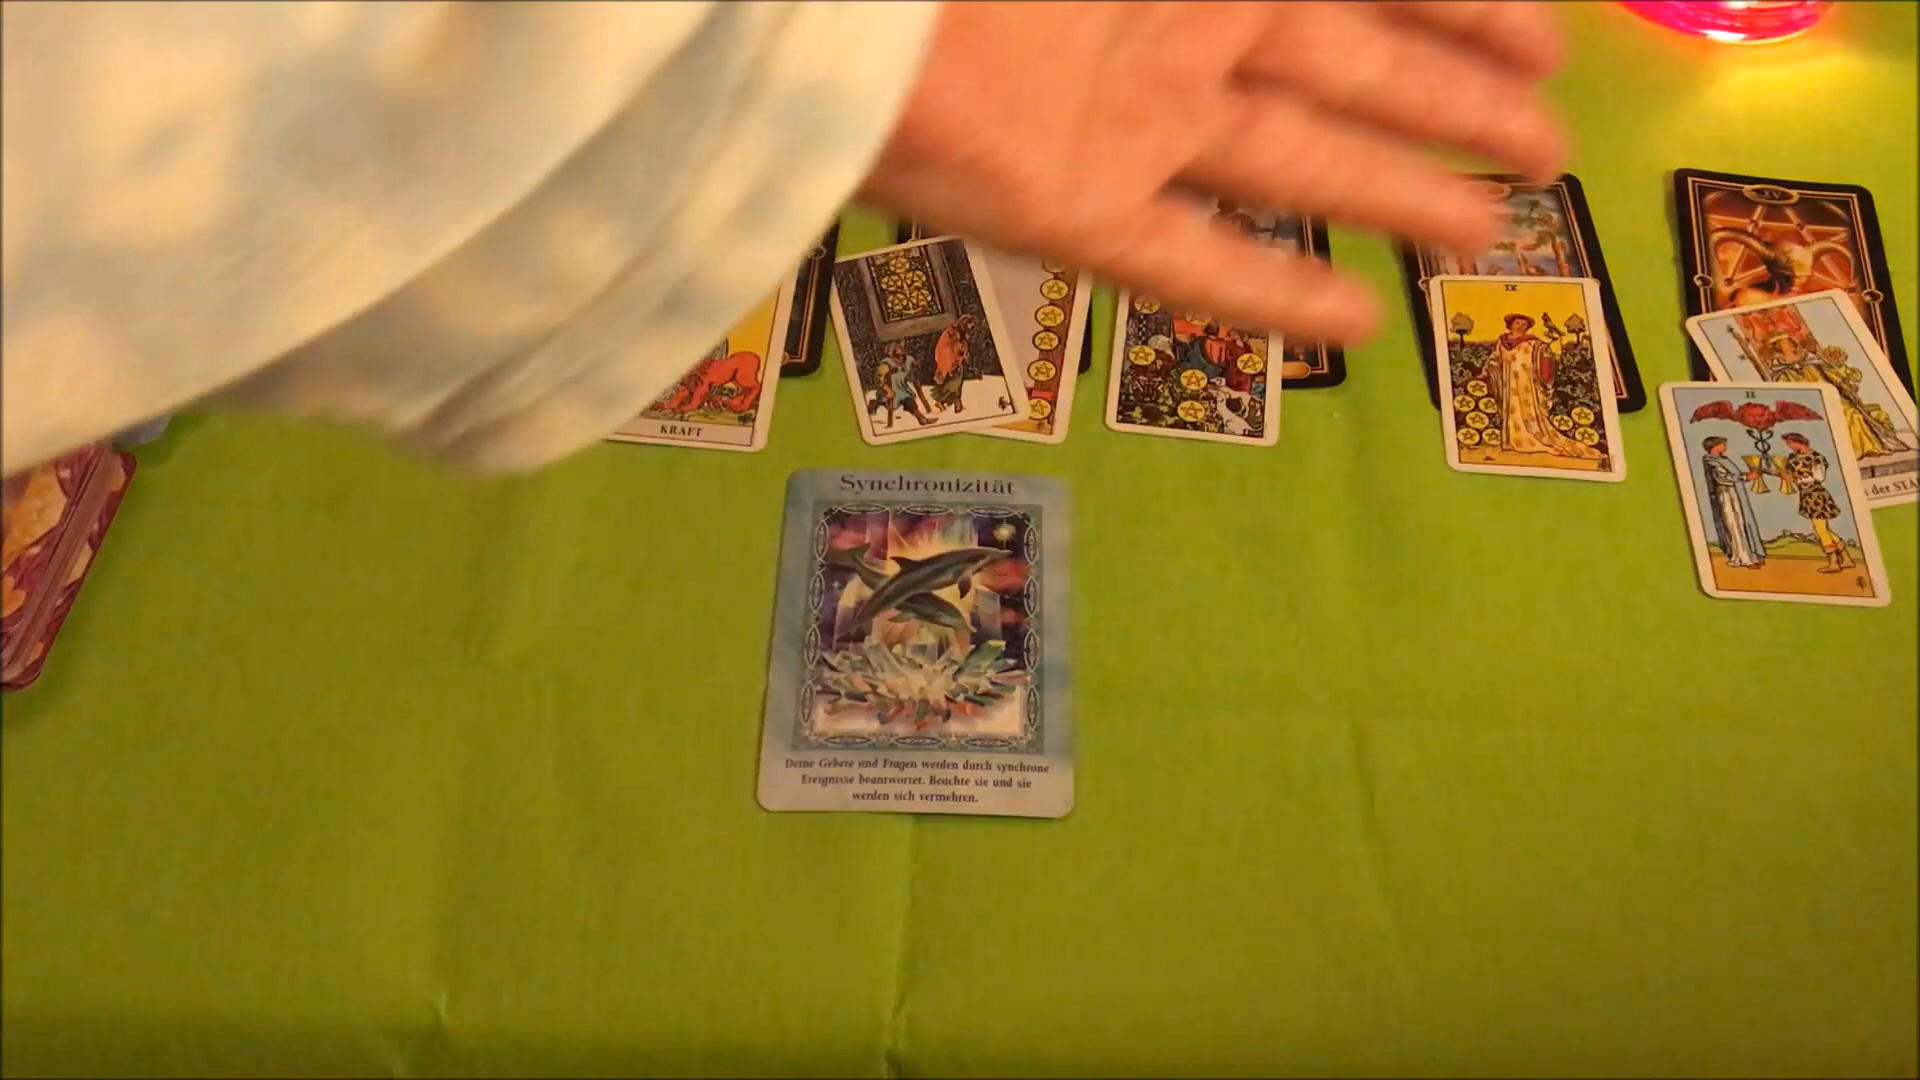 XV
IX
II
KRAFT
der STA
Synchronizität
Deine Gebete und Fragen werden durch synchrone
Ereignisse beantwortet. Beachte sie und sie
werden sich vermehren.